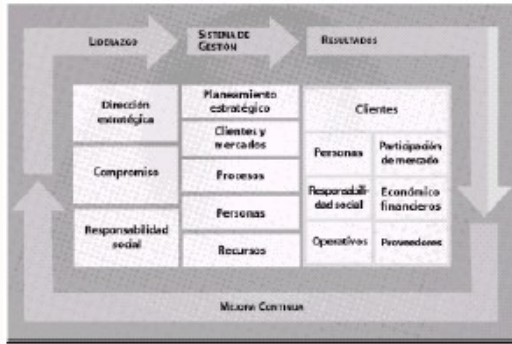 LIDERAZGO
SISTEMA DE
GESTIÓN
RESULTADOS
Dirección
estratégica
Compromiso
Responsabilidad
social
Planeamiento
estratégico
Clientes y
mercados
Procesos
Personas
Recursos
Clientes
Personas
Participación
de mercado
Responsabili-
dad social
Económico
financieros
Operativos
Proveedores
MEJORA CONTINUA